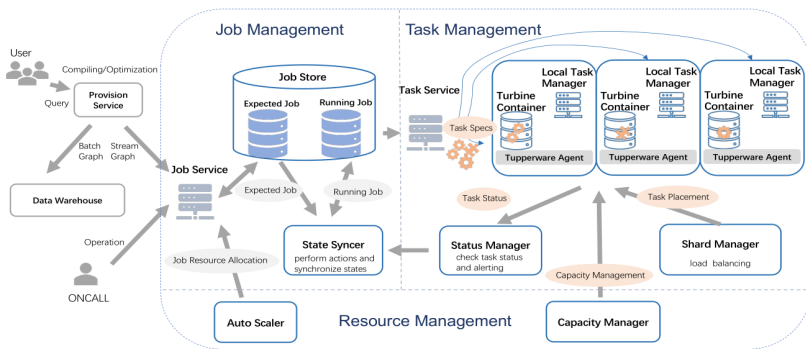 Job Management
Task Management
User
Compiling/Optimization
Query
Provision
Service
Batch
Graph
Stream
Graph
Data Warehouse
Operation
ONCALL
Job Service
Job Store
Expected Job
Running Job
Expected Job
Running Job
State Syncer
perform actions and
synchronize states
Job Resource Allocation
Auto Scaler
Task Service
Task Specs
Local Task
Manager
Turbine
Container
Tupperware Agent
Local Task
Manager
Turbine
Container
Tupperware Agent
Local Task
Manager
Turbine
Container
Tupperware Agent
Task Status
Task Placement
Status Manager
check task status
and alerting
Capacity Management
Shard Manager
load balancing
Resource Management
Capacity Manager